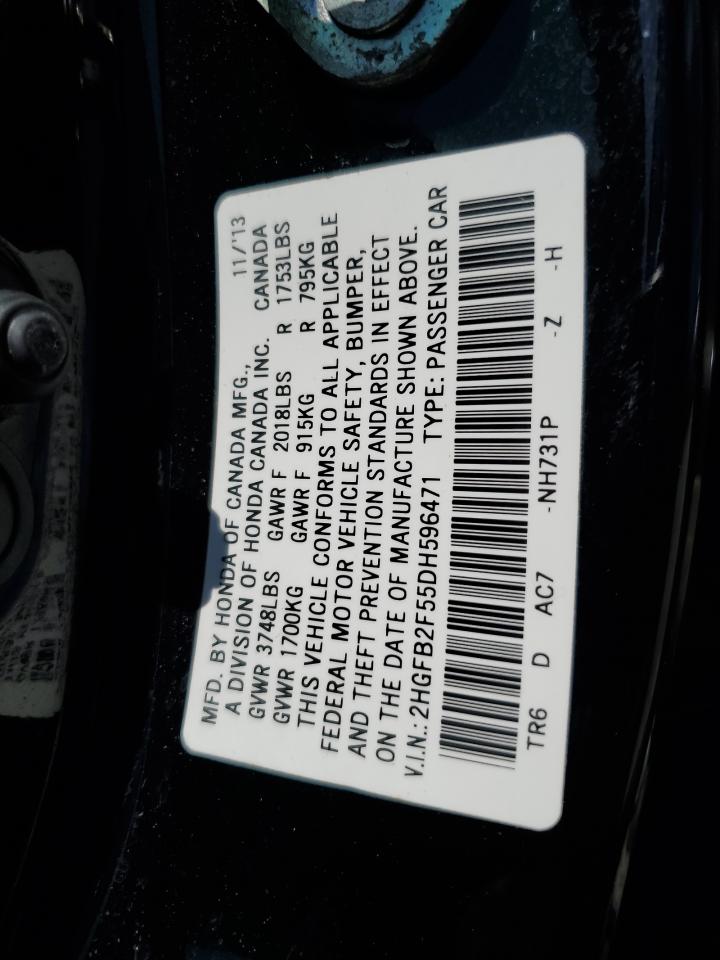 MFD. BY HONDA OF CANADA MFG., 11/'13
A DIVISION OF HONDA CANADA INC. CANADA
GVWR 3748LBS GAWR F 2018LBS R 1753LBS
GVWR 1700KG GAWR F 915KG R 795KG
THIS VEHICLE CONFORMS TO ALL APPLICABLE
FEDERAL MOTOR VEHICLE SAFETY, BUMPER,
AND THEFT PREVENTION STANDARDS IN EFFECT
ON THE DATE OF MANUFACTURE SHOWN ABOVE.
V.I.N.: 2HGFB2F55DH596471 TYPE: PASSENGER CAR
TR6 D AC7 -NH731P -Z -H